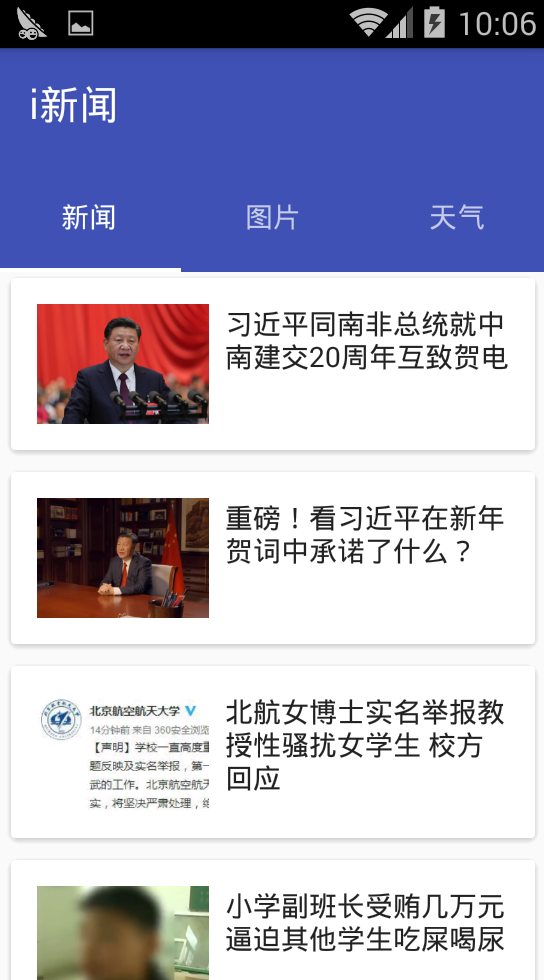 10:06
i新闻
新闻
图片
天气
习近平同南非总统就中
南建交20周年互致贺电
重磅！看习近平在新年
贺词中承诺了什么？
北京航空航天大学
14分钟前 来自 360安全浏览
【声明】学校一直高度重
题反映及实名举报，第一
武的工作。北京航空航天
实，将坚决严肃处理，绝
北航女博士实名举报教
授性骚扰女学生 校方
回应
小学副班长受贿几万元
逼迫其他学生吃屎喝尿